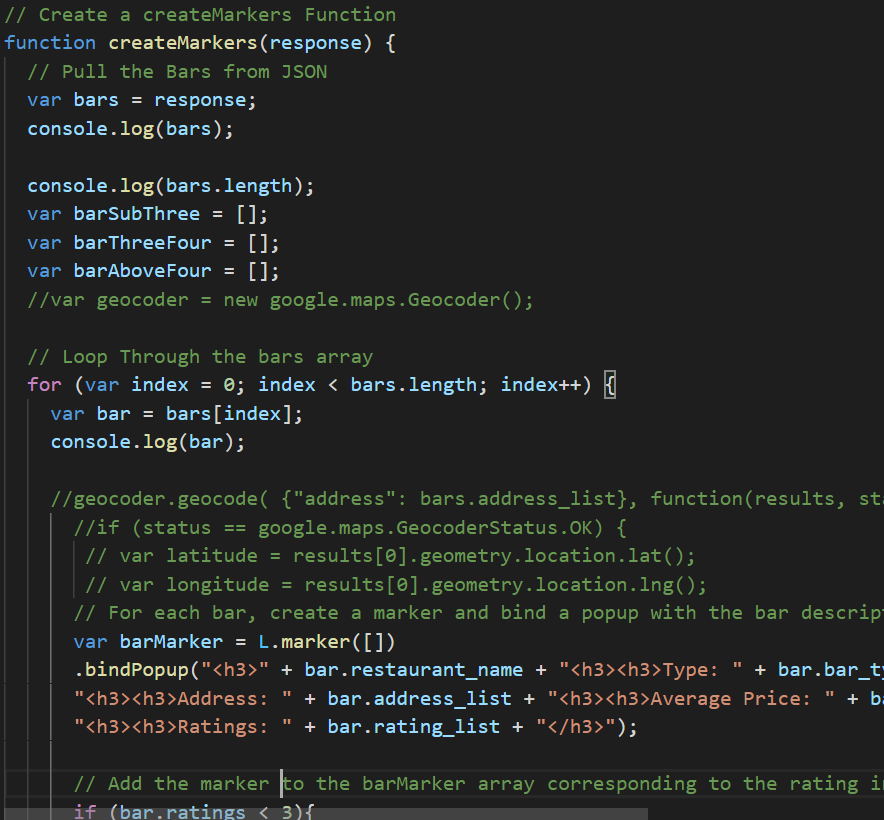 // Create a createMarkers Function
function createMarkers(response) {
// Pull the Bars from JSON
var bars = response;
console.log(bars);
console.log(bars.length);
var barSubThree = [];
var barThreeFour = [];
var barAboveFour = [];
//var geocoder = new google.maps.Geocoder();
// Loop Through the bars array
for (var index = 0; index < bars.length; index++) {
var bar = bars[index];
console.log(bar);
//geocoder.geocode( {"address": bars.address_list}, function(results, sta
//if (status == google.maps.GeocoderStatus.OK) {
// var latitude = results[0].geometry.location.lat();
// var longitude = results[0].geometry.location.lng();
// For each bar, create a marker and bind a popup with the bar descript
var barMarker = L.marker([])
.bindPopup("<h3>" + bar.restaurant_name + "<h3><h3>Type: " + bar.bar_ty
"<h3><h3>Address: " + bar.address_list + "<h3><h3>Average Price: " + ba
"<h3><h3>Ratings: " + bar.rating_list + "</h3>");
// Add the marker to the barMarker array corresponding to the rating in
if (bar.ratings < 3){